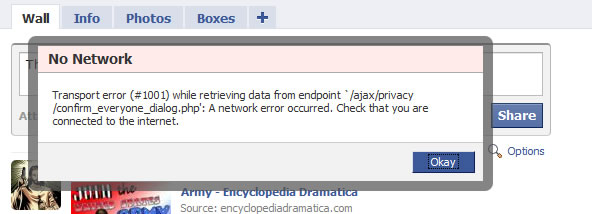 Wall Info Photos Boxes +
No Network
Th
Transport error (#1001) while retrieving data from endpoint `/ajax/privacy
/confirm_everyone_dialog.php': A network error occurred. Check that you are
connected to the internet.
Att
Share
Okay
Options
Army - Encyclopedia Dramatica
Source: encyclopediadramatica.com